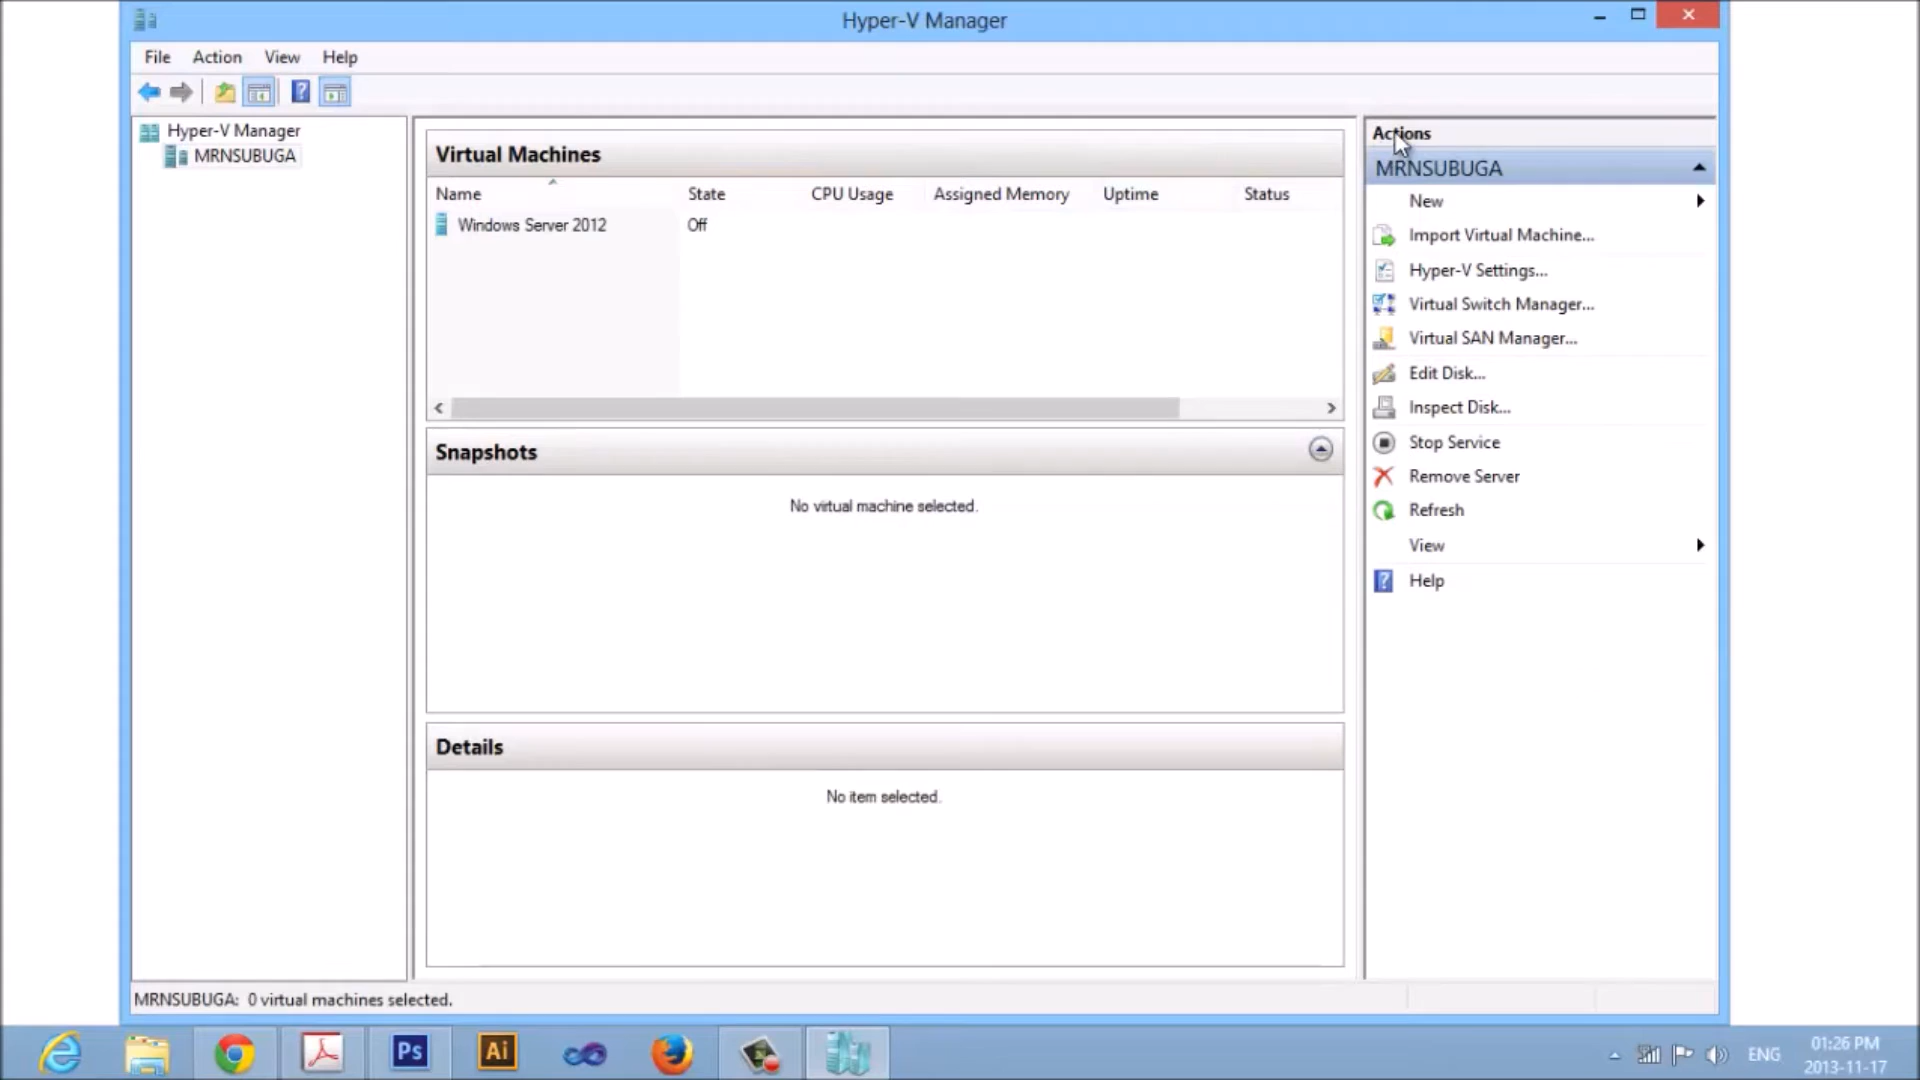 Hyper-V Manager
File Action View Help
Hyper-V Manager
MRNSUBUGA
Virtual Machines
Name State CPU Usage Assigned Memory Uptime Status
Windows Server 2012 Off
Snapshots
No virtual machine selected.
Details
No item selected.
Actions
MRNSUBUGA
New
Import Virtual Machine...
Hyper-V Settings...
Virtual Switch Manager...
Virtual SAN Manager...
Edit Disk...
Inspect Disk...
Stop Service
Remove Server
Refresh
View
Help
MRNSUBUGA: 0 virtual machines selected.
Ps
Ai
ENG
01:26 PM
2013-11-17